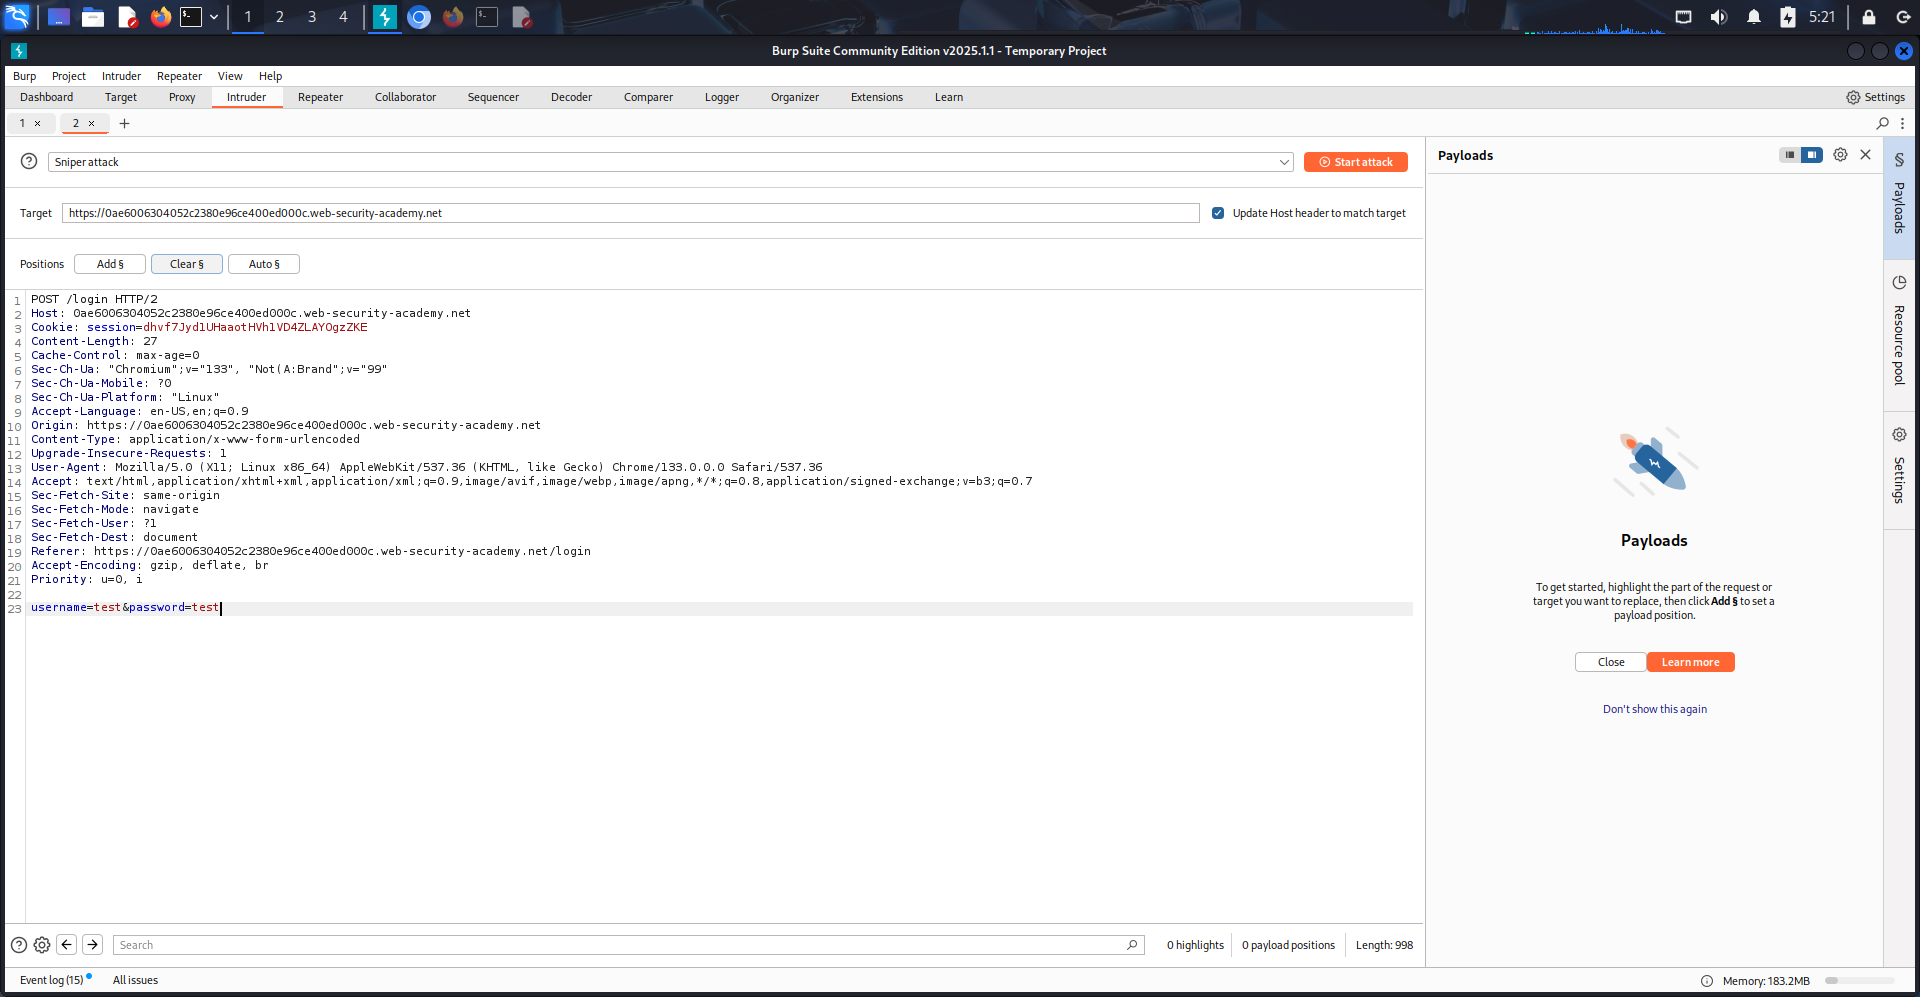 1 2 3 4 5:21
Burp Suite Community Edition v2025.1.1 - Temporary Project
Burp Project Intruder Repeater View Help
Dashboard Target Proxy Intruder Repeater Collaborator Sequencer Decoder Comparer Logger Organizer Extensions Learn Settings
1 × 2 × +
Sniper attack Start attack
Target https://0ae6006304052c2380e96ce400ed000c.web-security-academy.net Update Host header to match target
Positions Add § Clear § Auto §
1 POST /login HTTP/2
2 Host: 0ae6006304052c2380e96ce400ed000c.web-security-academy.net
3 Cookie: session=dhvf7Jyd1UHaaotHVh1VD4ZLAYOgzZKE
4 Content-Length: 27
5 Cache-Control: max-age=0
6 Sec-Ch-Ua: "Chromium";v="133", "Not(A:Brand";v="99"
7 Sec-Ch-Ua-Mobile: ?0
8 Sec-Ch-Ua-Platform: "Linux"
9 Accept-Language: en-US,en;q=0.9
10 Origin: https://0ae6006304052c2380e96ce400ed000c.web-security-academy.net
11 Content-Type: application/x-www-form-urlencoded
12 Upgrade-Insecure-Requests: 1
13 User-Agent: Mozilla/5.0 (X11; Linux x86_64) AppleWebKit/537.36 (KHTML, like Gecko) Chrome/133.0.0.0 Safari/537.36
14 Accept: text/html,application/xhtml+xml,application/xml;q=0.9,image/avif,image/webp,image/apng,*/*;q=0.8,application/signed-exchange;v=b3;q=0.7
15 Sec-Fetch-Site: same-origin
16 Sec-Fetch-Mode: navigate
17 Sec-Fetch-User: ?1
18 Sec-Fetch-Dest: document
19 Referer: https://0ae6006304052c2380e96ce400ed000c.web-security-academy.net/login
20 Accept-Encoding: gzip, deflate, br
21 Priority: u=0, i
22
23 username=test&password=test
Payloads
Payloads
To get started, highlight the part of the request or
target you want to replace, then click Add § to set a
payload position.
Close Learn more
Don't show this again
§ Payloads
Resource pool
Settings
Search 0 highlights 0 payload positions Length: 998
Event log (15) All issues Memory: 183.2MB